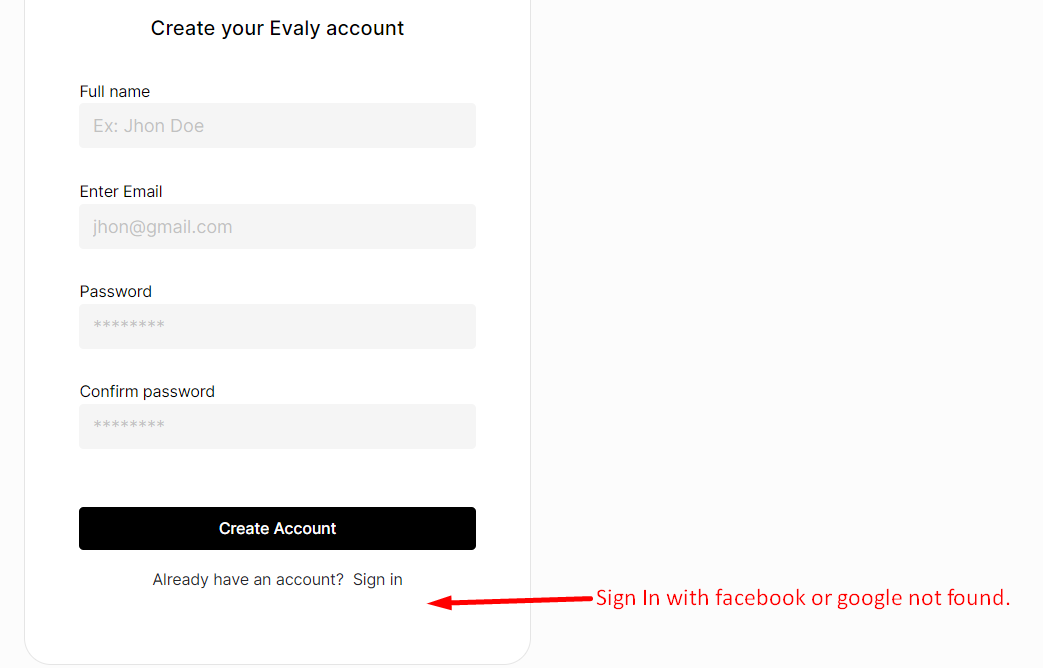 Create your Evaly account
Full name
Ex: Jhon Doe
Enter Email
jhon@gmail.com
Password
********
Confirm password
********
Create Account
Already have an account? Sign in
Sign In with facebook or google not found.